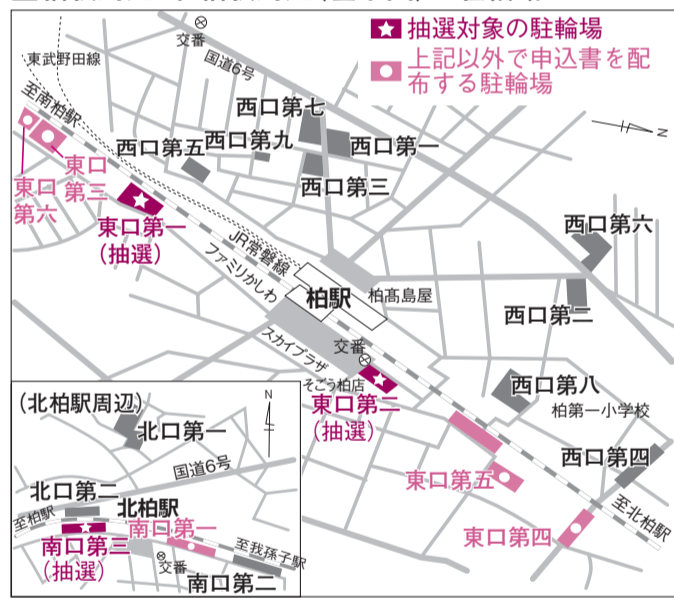 抽選対象の駐輪場
上記以外で申込書を配
布する駐輪場
交番
東武野田線
国道6号
至南柏駅
西口第七
西口第九
西口第一
西口第五
西口第三
N
東口
第三
東口
第六
東口第一
(抽選)
西口第六
JR常磐線
ファミリかしわ
柏駅
柏髙島屋
西口第二
スカイプラザ
交番
そごう柏店
東口第二
(抽選)
西口第八
柏第一小学校
西口第四
東口第五
東口第四
至北柏駅
(北柏駅周辺)
N
北口第一
国道6号
北口第二
北柏駅
至柏駅
南口第一
南口第三
(抽選)
至我孫子駅
交番
南口第二